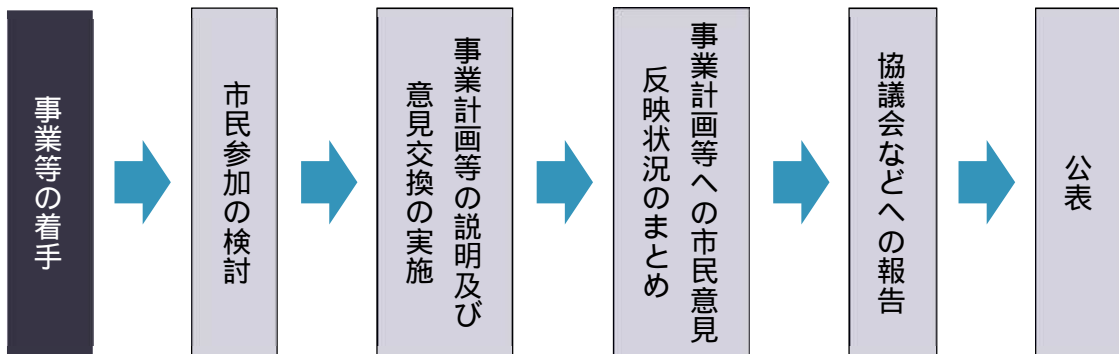 事業等の着手
市民参加の検討
事業計画等の説明及び
意見交換の実施
事業計画等への市民意見
反映状況のまとめ
協議会などへの報告
公表